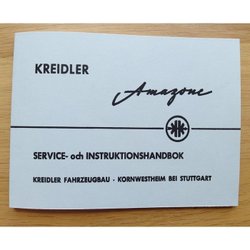 KREIDLER
Amazone
SERVICE- och INSTRUKTIONSHANDBOK
KREIDLER FAHRZEUGBAU - KORNWESTHEIM BEI STUTTGART